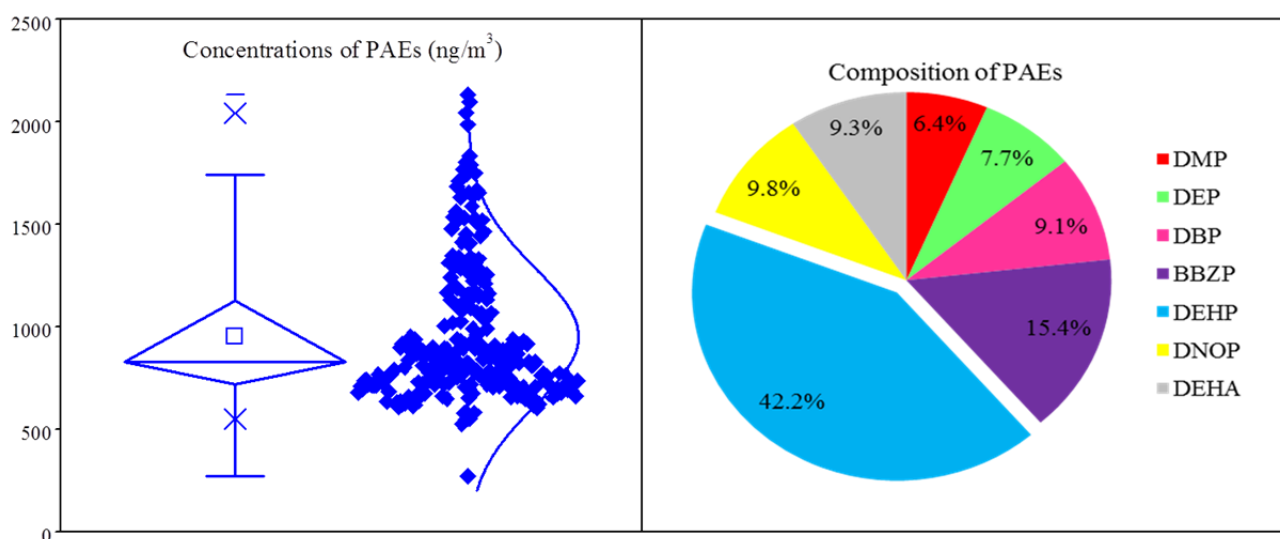 2500
2000
1500
1000
500
0
Concentrations of PAEs (ng/m³)
Composition of PAEs
6.4%
7.7%
9.1%
15.4%
42.2%
9.8%
9.3%
DMP
DEP
DBP
BBZP
DEHP
DNOP
DEHA